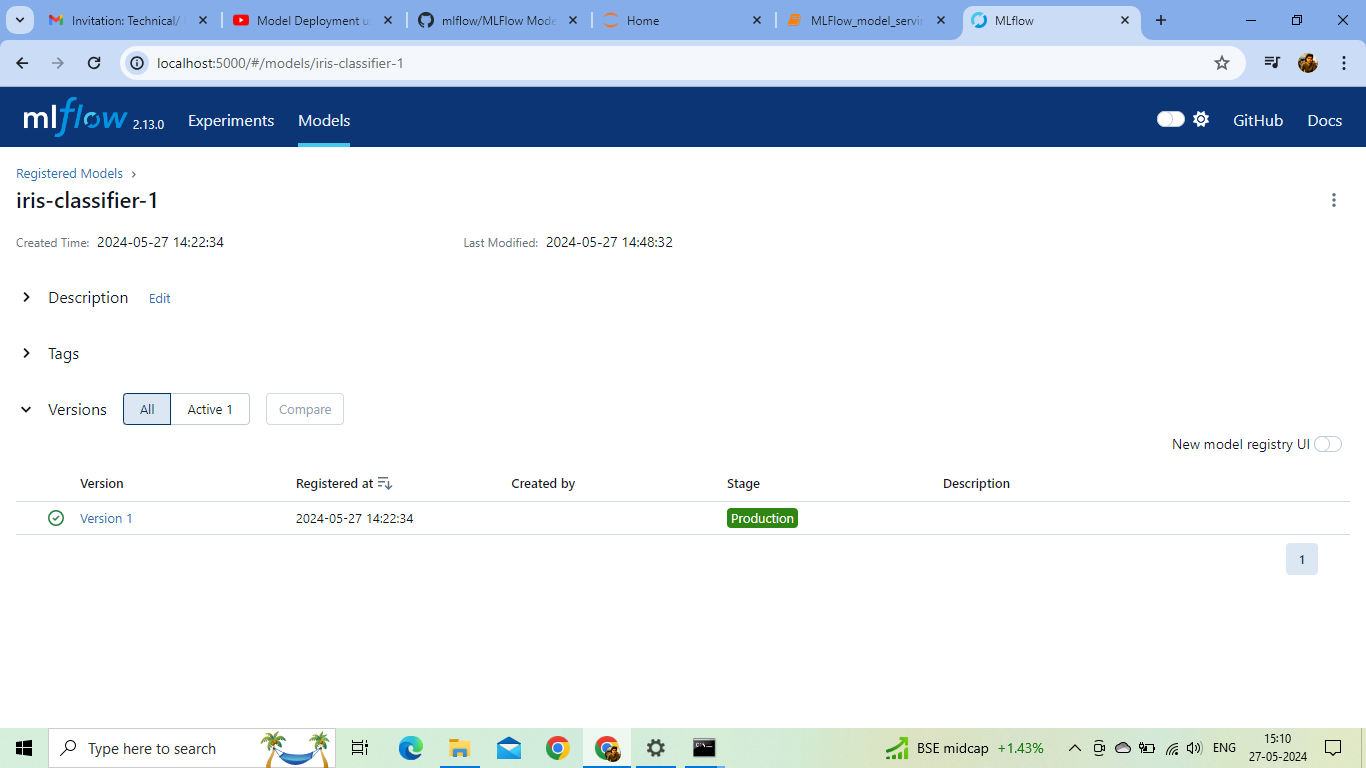 Invitation: Technical/
Model Deployment u
mlflow/MLFlow Mode
Home
MLFlow_model_servin
MLflow
localhost:5000/#/models/iris-classifier-1
mlflow 2.13.0 Experiments Models GitHub Docs
Registered Models
iris-classifier-1
Created Time: 2024-05-27 14:22:34 Last Modified: 2024-05-27 14:48:32
Description Edit
Tags
Versions All Active 1 Compare
New model registry UI
Version Registered at Created by Stage Description
Version 1 2024-05-27 14:22:34 Production
1
Type here to search
BSE midcap +1.43%
ENG
15:10
27-05-2024